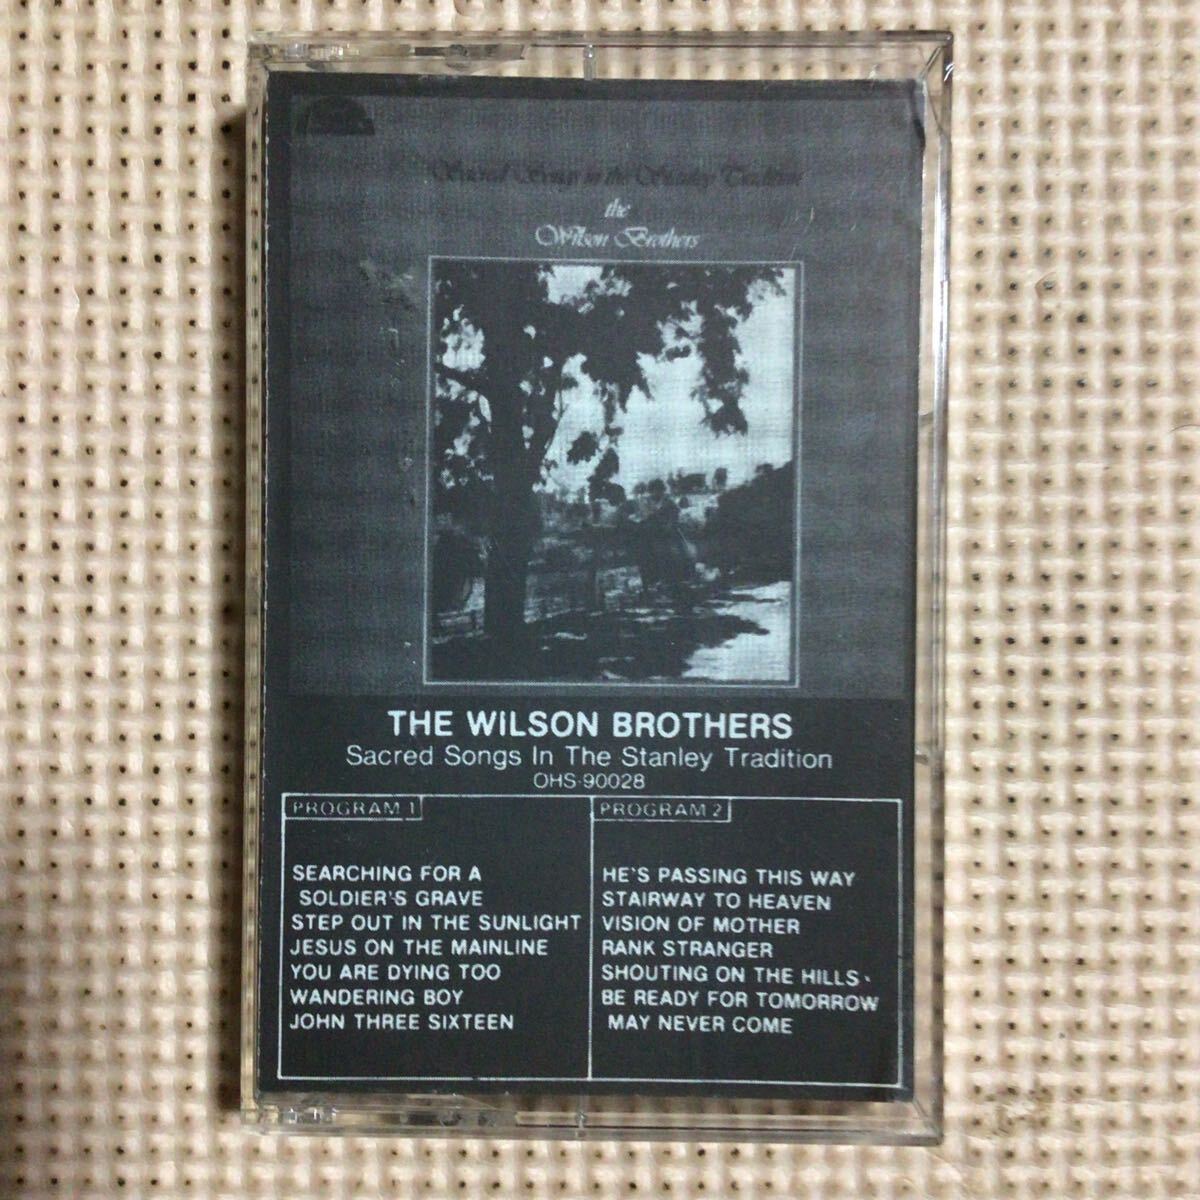 Sacred Songs in the Stanley Tradition
the
Wilson Brothers
THE WILSON BROTHERS
Sacred Songs In The Stanley Tradition
OHS-90028
PROGRAM 1
SEARCHING FOR A
SOLDIER'S GRAVE
STEP OUT IN THE SUNLIGHT
JESUS ON THE MAINLINE
YOU ARE DYING TOO
WANDERING BOY
JOHN THREE SIXTEEN
PROGRAM 2
HE'S PASSING THIS WAY
STAIRWAY TO HEAVEN
VISION OF MOTHER
RANK STRANGER
SHOUTING ON THE HILLS
BE READY FOR TOMORROW
MAY NEVER COME